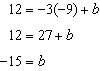 12 = −3(−9) + b
12 = 27 + b
−15 = b